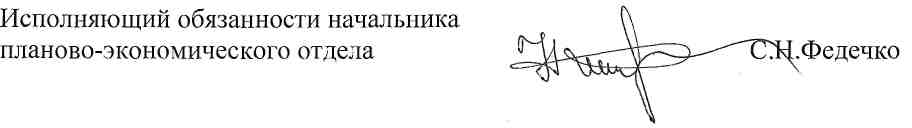 Исполняющий обязанности начальника
планово-экономического отдела С.Н.Федечко